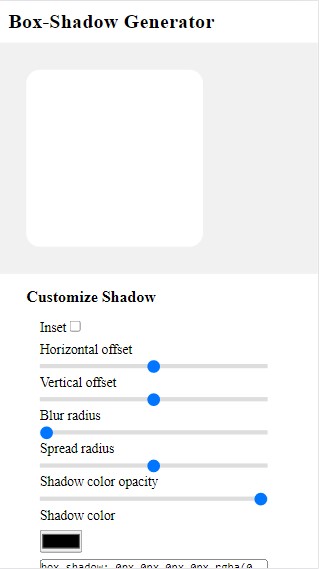 Box-Shadow Generator
Customize Shadow
Inset
Horizontal offset
Vertical offset
Blur radius
Spread radius
Shadow color opacity
Shadow color
box-shadow: 0px 0px 0px 0px rgba(0,